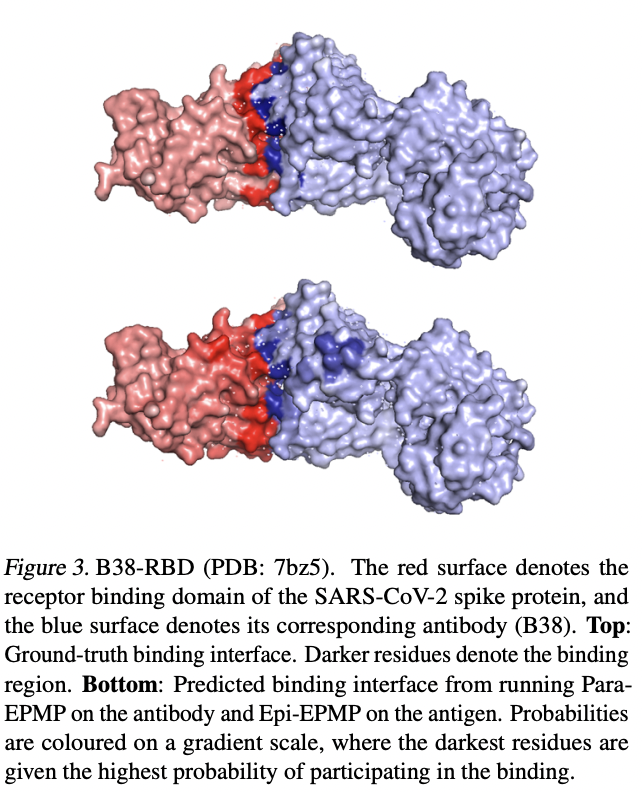 Figure 3. B38-RBD (PDB: 7bz5). The red surface denotes the
receptor binding domain of the SARS-CoV-2 spike protein, and
the blue surface denotes its corresponding antibody (B38). Top:
Ground-truth binding interface. Darker residues denote the binding
region. Bottom: Predicted binding interface from running Para-
EPMP on the antibody and Epi-EPMP on the antigen. Probabilities
are coloured on a gradient scale, where the darkest residues are
given the highest probability of participating in the binding.